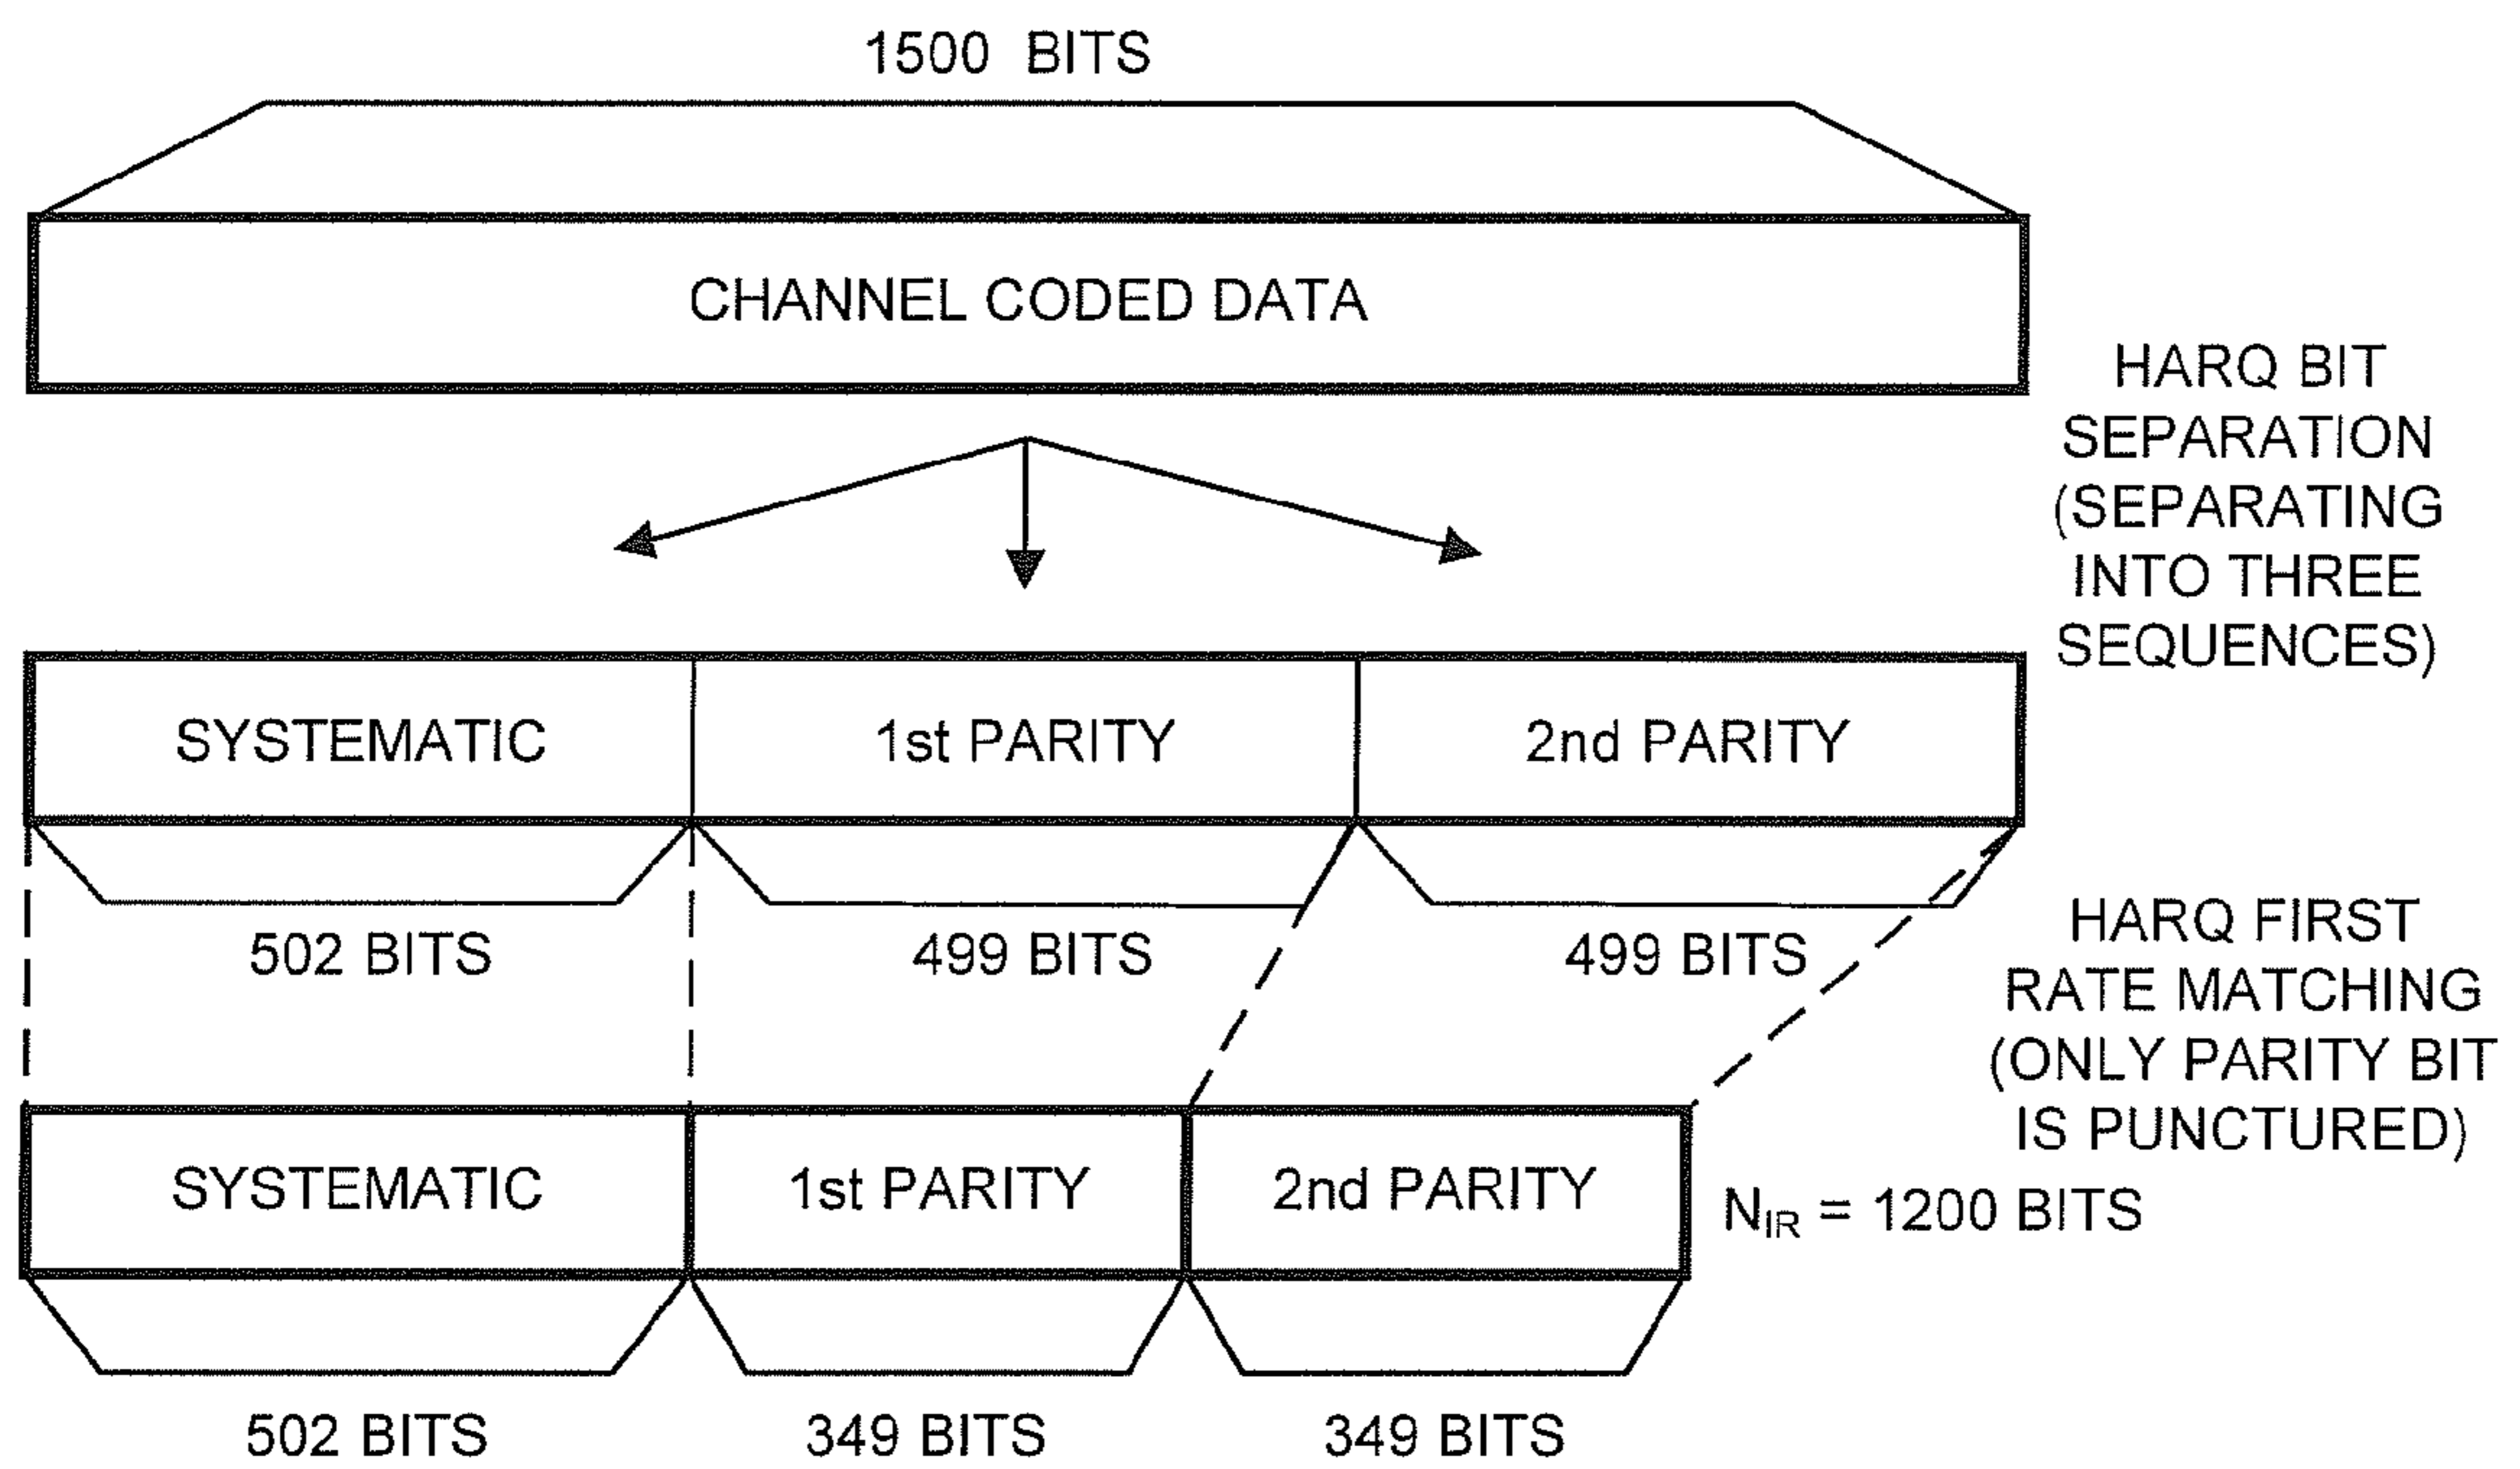 1500 BITS
CHANNEL CODED DATA
HARQ BIT
SEPARATION
(SEPARATING
INTO THREE
SEQUENCES)
SYSTEMATIC
1st PARITY
2nd PARITY
502 BITS
499 BITS
499 BITS
HARQ FIRST
RATE MATCHING
(ONLY PARITY BIT
IS PUNCTURED)
SYSTEMATIC
1st PARITY
2nd PARITY
NIR = 1200 BITS
502 BITS
349 BITS
349 BITS